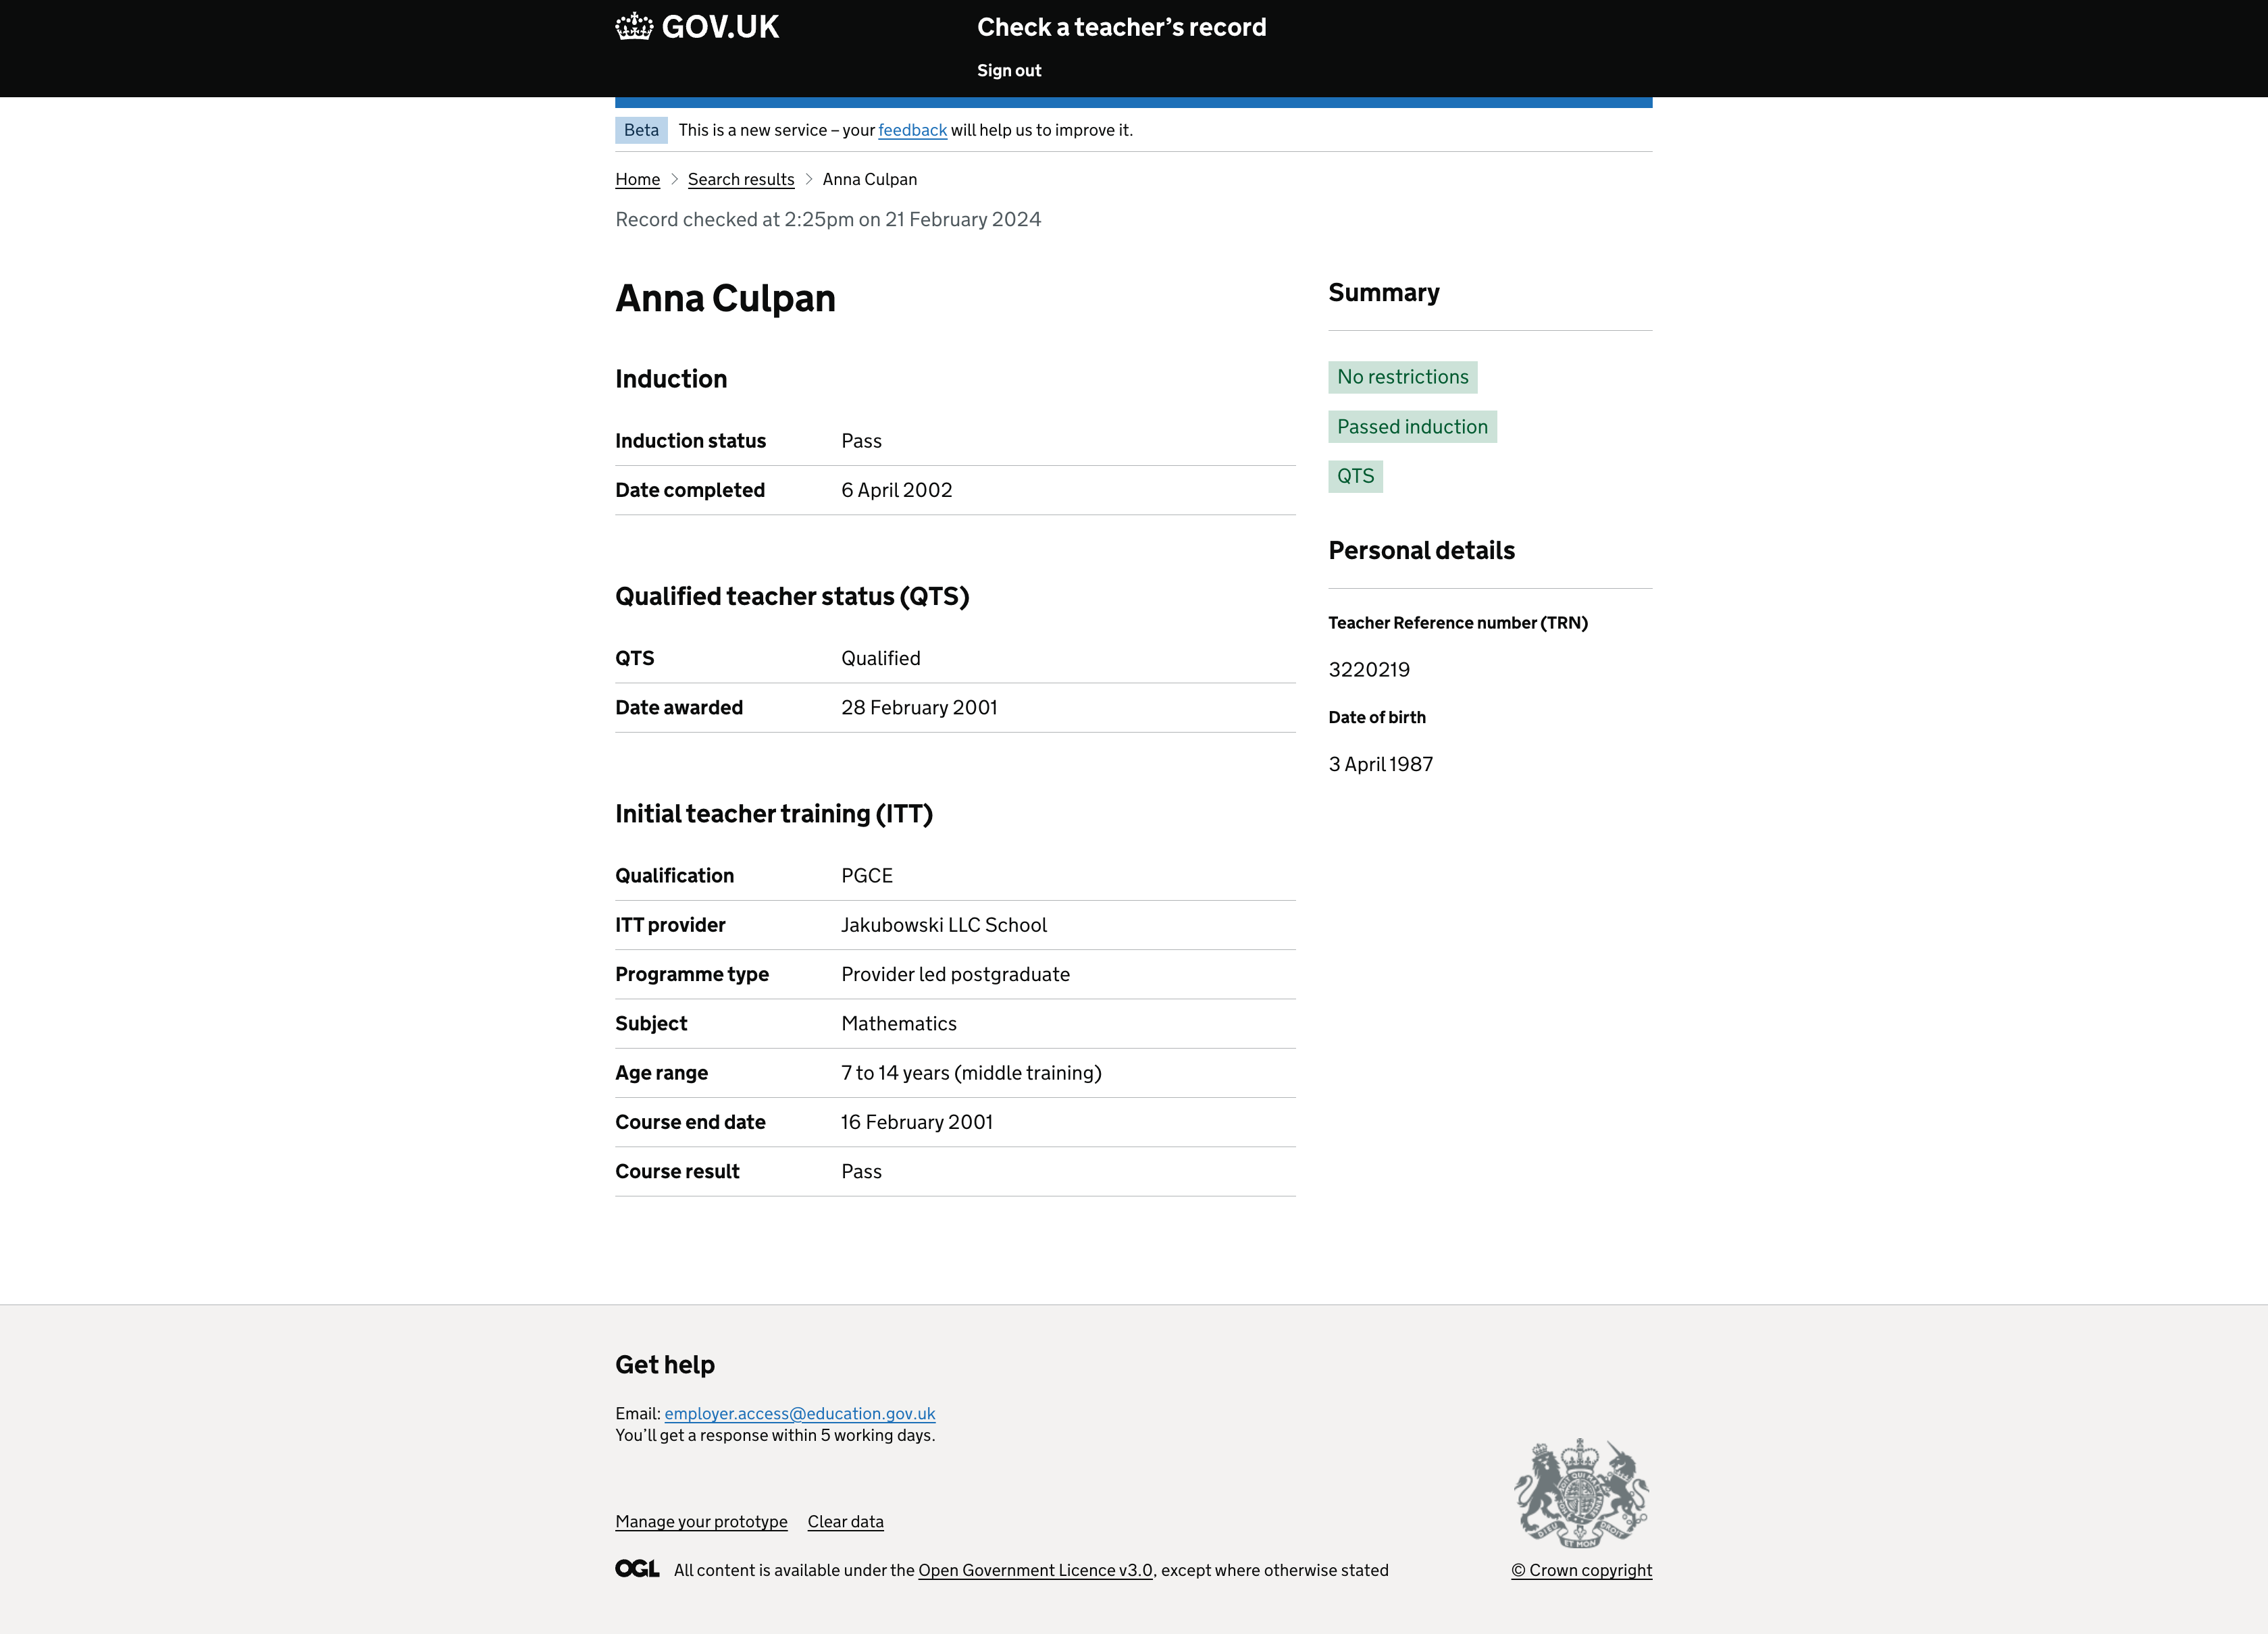 GOV.UK
Check a teacher’s record
Sign out
Beta
This is a new service – your feedback will help us to improve it.
Home
Search results
Anna Culpan
Record checked at 2:25pm on 21 February 2024
Anna Culpan
Induction
Induction status Pass
Date completed 6 April 2002
Qualified teacher status (QTS)
QTS Qualified
Date awarded 28 February 2001
Initial teacher training (ITT)
Qualification PGCE
ITT provider Jakubowski LLC School
Programme type Provider led postgraduate
Subject Mathematics
Age range 7 to 14 years (middle training)
Course end date 16 February 2001
Course result Pass
Summary
No restrictions
Passed induction
QTS
Personal details
Teacher Reference number (TRN)
3220219
Date of birth
3 April 1987
Get help
Email: employer.access@education.gov.uk
You’ll get a response within 5 working days.
Manage your prototype
Clear data
OGL
All content is available under the Open Government Licence v3.0, except where otherwise stated
DIEU ET MON DROIT
© Crown copyright